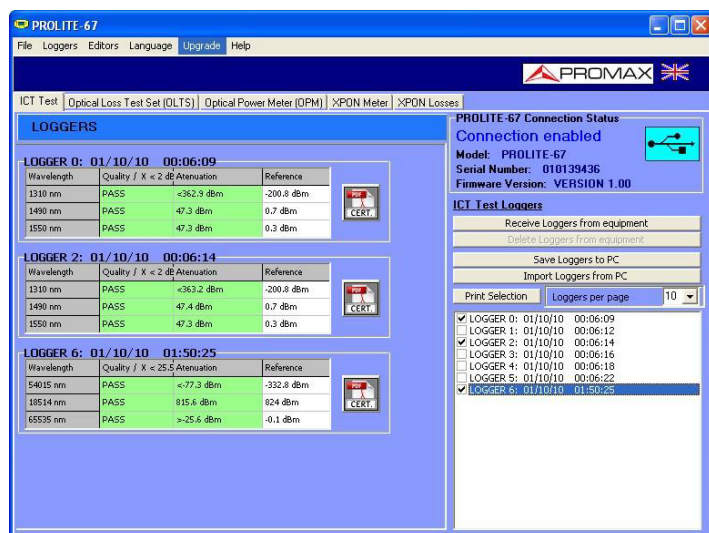 PROLITE-67
File Loggers Editors Language Upgrade Help
PROMAX
ICT Test Optical Loss Test Set (OLTS) Optical Power Meter (OPM) XPON Meter XPON Losses
LOGGERS
LOGGER 0: 01/10/10 00:06:09
Wavelength Quality / X < 2 dB Atenuation Reference
1310 nm PASS <362.9 dBm -200.8 dBm
1490 nm PASS 47.3 dBm 0.7 dBm
1550 nm PASS 47.3 dBm 0.3 dBm
PDF
CERT.
LOGGER 2: 01/10/10 00:06:14
Wavelength Quality / X < 2 dB Atenuation Reference
1310 nm PASS <363.2 dBm -200.8 dBm
1490 nm PASS 47.4 dBm 0.7 dBm
1550 nm PASS 47.3 dBm 0.3 dBm
PDF
CERT.
LOGGER 6: 01/10/10 01:50:25
Wavelength Quality / X < 25.5 Atenuation Reference
54015 nm PASS <-77.3 dBm -332.8 dBm
18514 nm PASS 815.6 dBm 824 dBm
65535 nm PASS >-25.6 dBm -0.1 dBm
PDF
CERT.
PROLITE-67 Connection Status
Connection enabled
Model: PROLITE-67
Serial Number: 010139436
Firmware Version: VERSION 1.00
ICT Test Loggers
Receive Loggers from equipment
Delete Loggers from equipment
Save Loggers to PC
Import Loggers from PC
Print Selection Loggers per page 10
LOGGER 0: 01/10/10 00:06:09
LOGGER 1: 01/10/10 00:06:12
LOGGER 2: 01/10/10 00:06:14
LOGGER 3: 01/10/10 00:06:16
LOGGER 4: 01/10/10 00:06:18
LOGGER 5: 01/10/10 00:06:22
LOGGER 6: 01/10/10 01:50:25